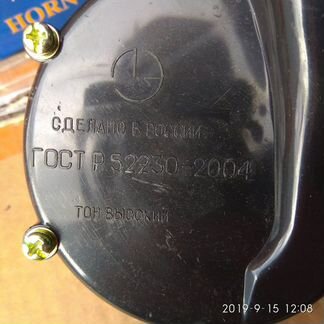 HORN
СДЕЛАНО В РОССИИ
ГОСТ Р 52230-2004
ТОН ВЫСОКИЙ
2019-9-15 12:08